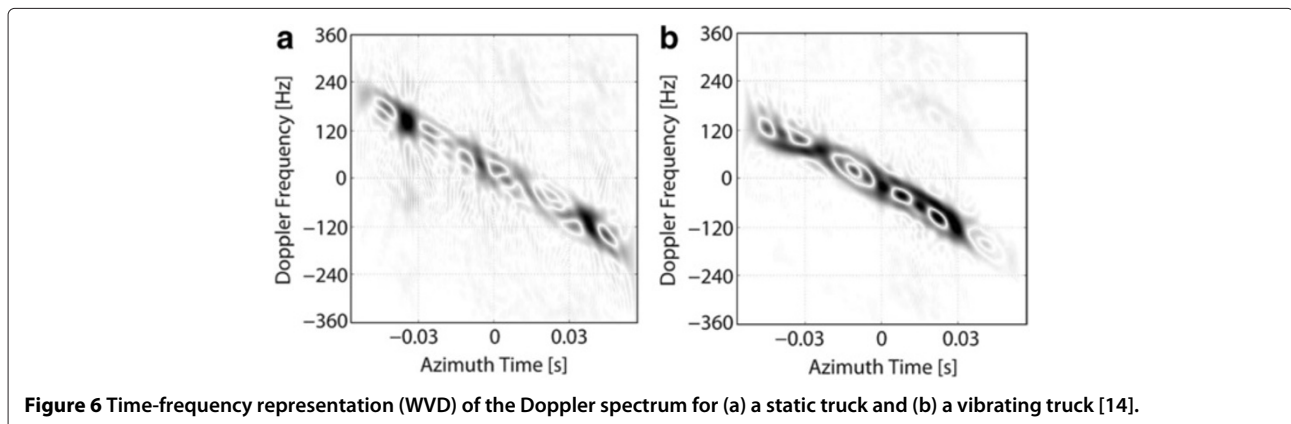 a
360
240
120
0
−120
−240
−360
Doppler Frequency [Hz]
−0.03 0 0.03
Azimuth Time [s]
b
360
240
120
0
−120
−240
−360
Doppler Frequency [Hz]
−0.03 0 0.03
Azimuth Time [s]
Figure 6 Time-frequency representation (WVD) of the Doppler spectrum for (a) a static truck and (b) a vibrating truck [14].